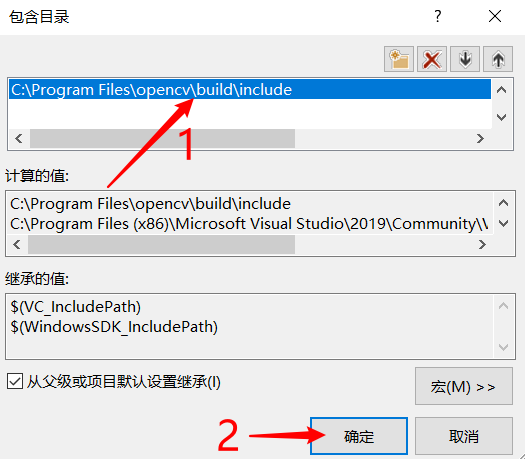 包含目录
C:\Program Files\opencv\build\include
1
计算的值:
C:\Program Files\opencv\build\include
C:\Program Files (x86)\Microsoft Visual Studio\2019\Community\\
继承的值:
$(VC_IncludePath)
$(WindowsSDK_IncludePath)
从父级或项目默认设置继承(I)
宏(M) >>
2
确定
取消